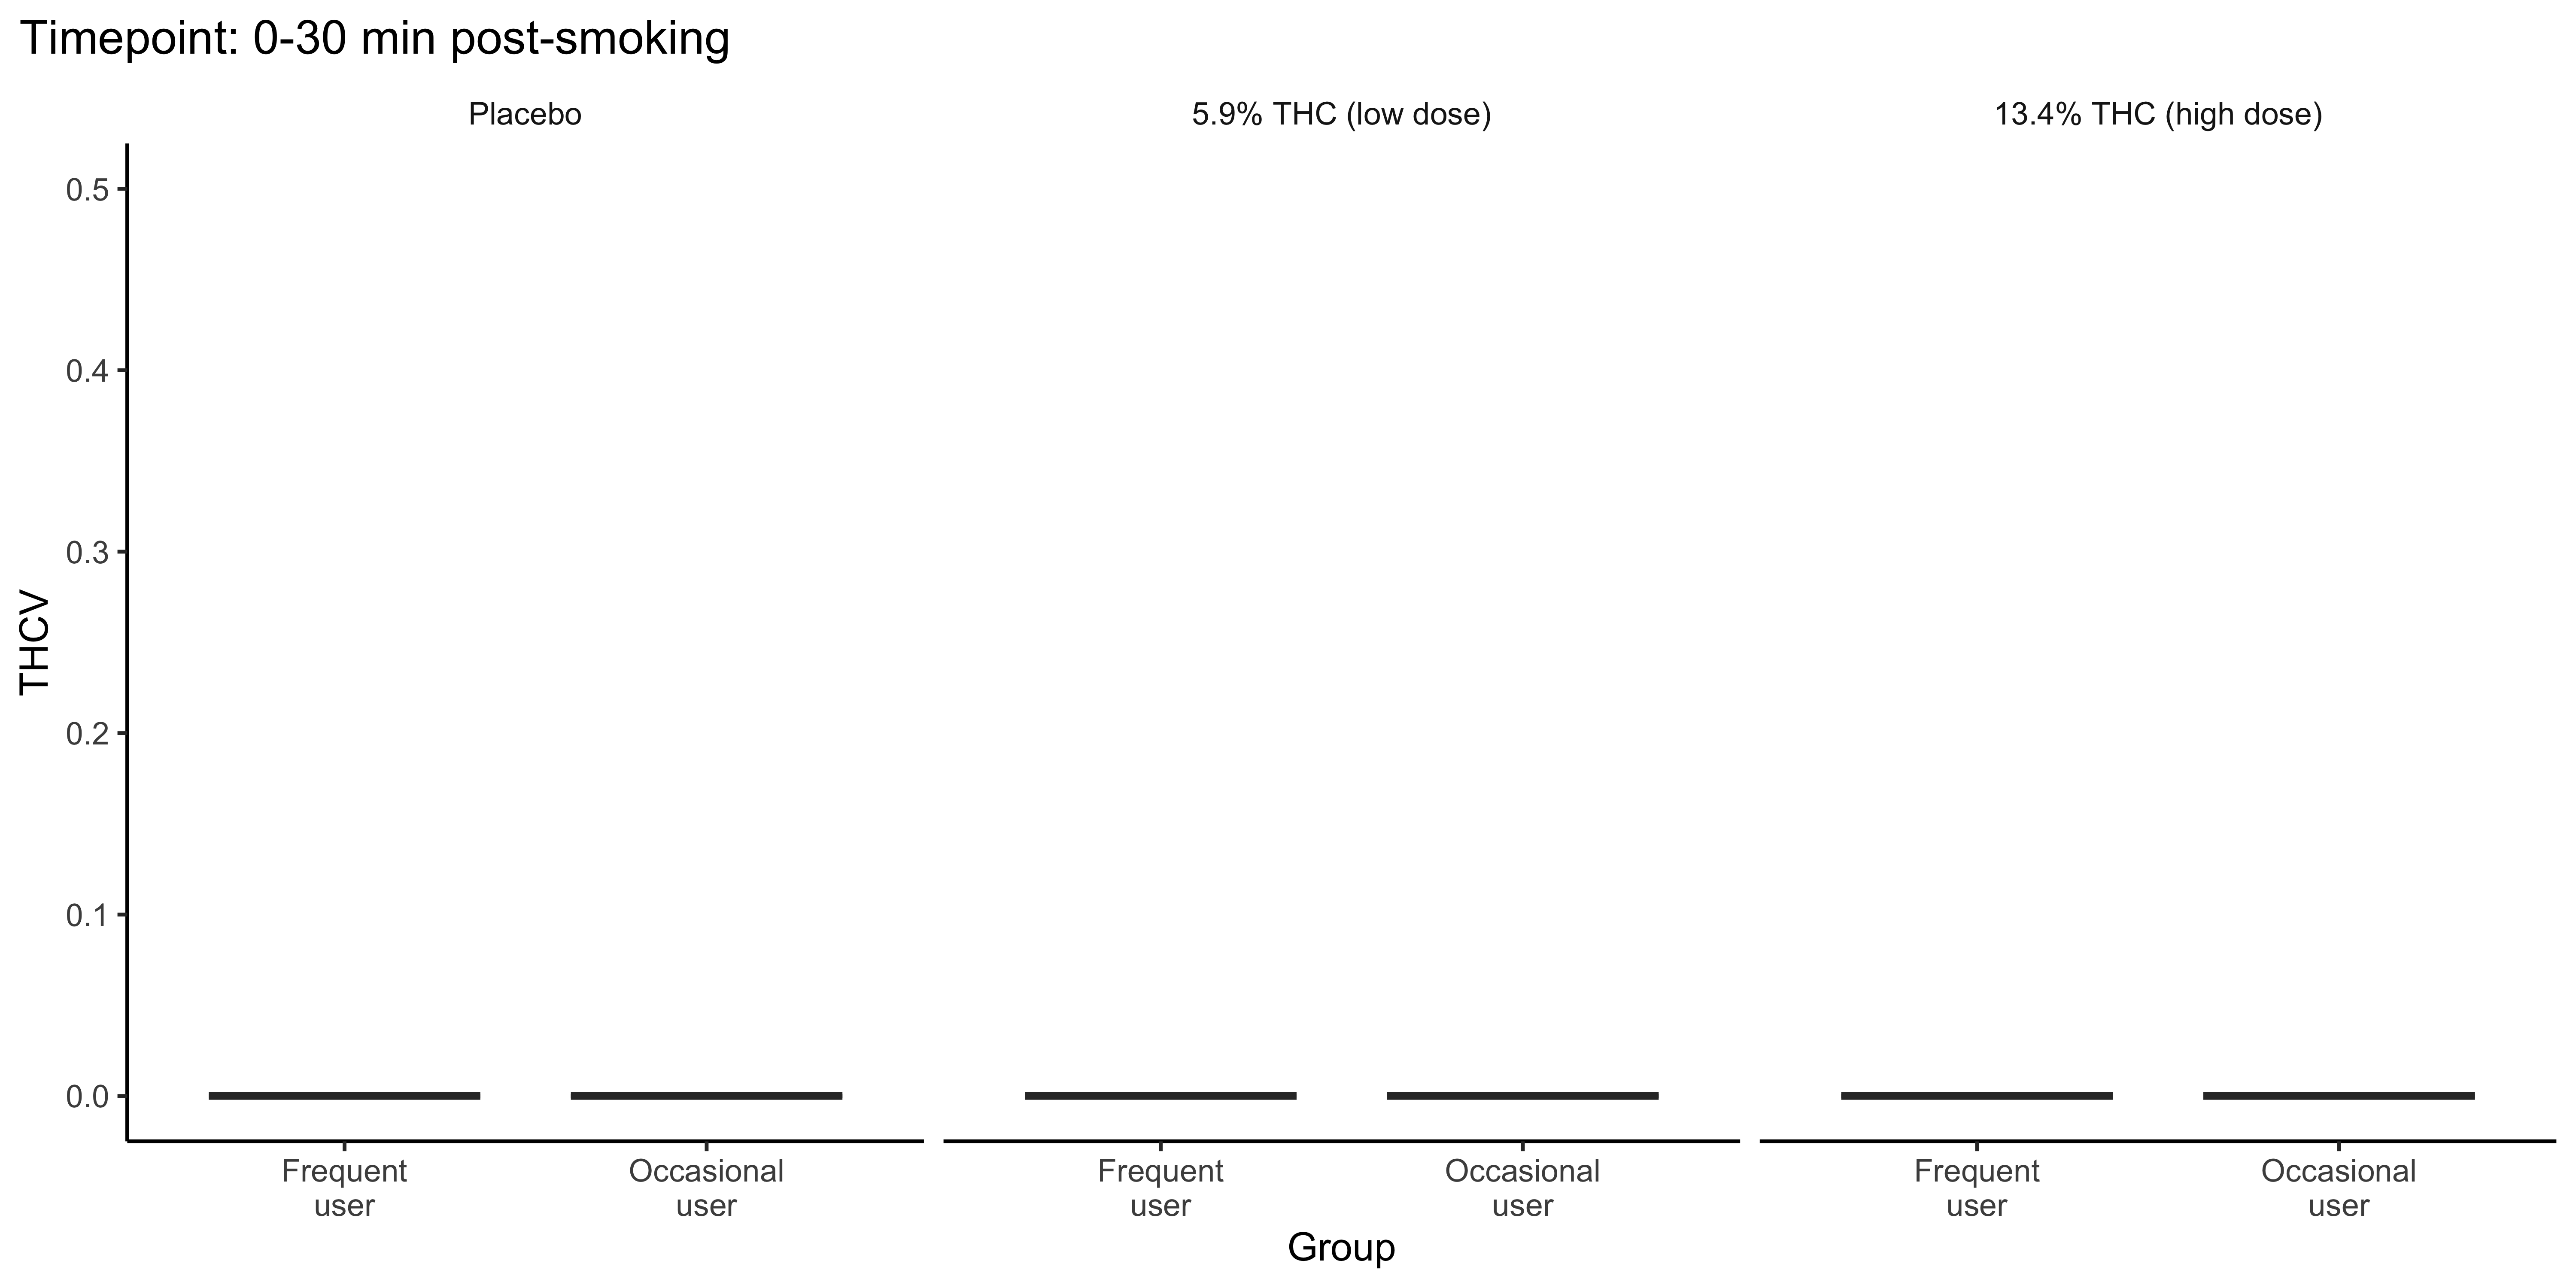 Timepoint: 0-30 min post-smoking
Placebo
5.9% THC (low dose)
13.4% THC (high dose)
THCV
0.5
0.4
0.3
0.2
0.1
0.0
Frequent
user
Occasional
user
Frequent
user
Occasional
user
Frequent
user
Occasional
user
Group